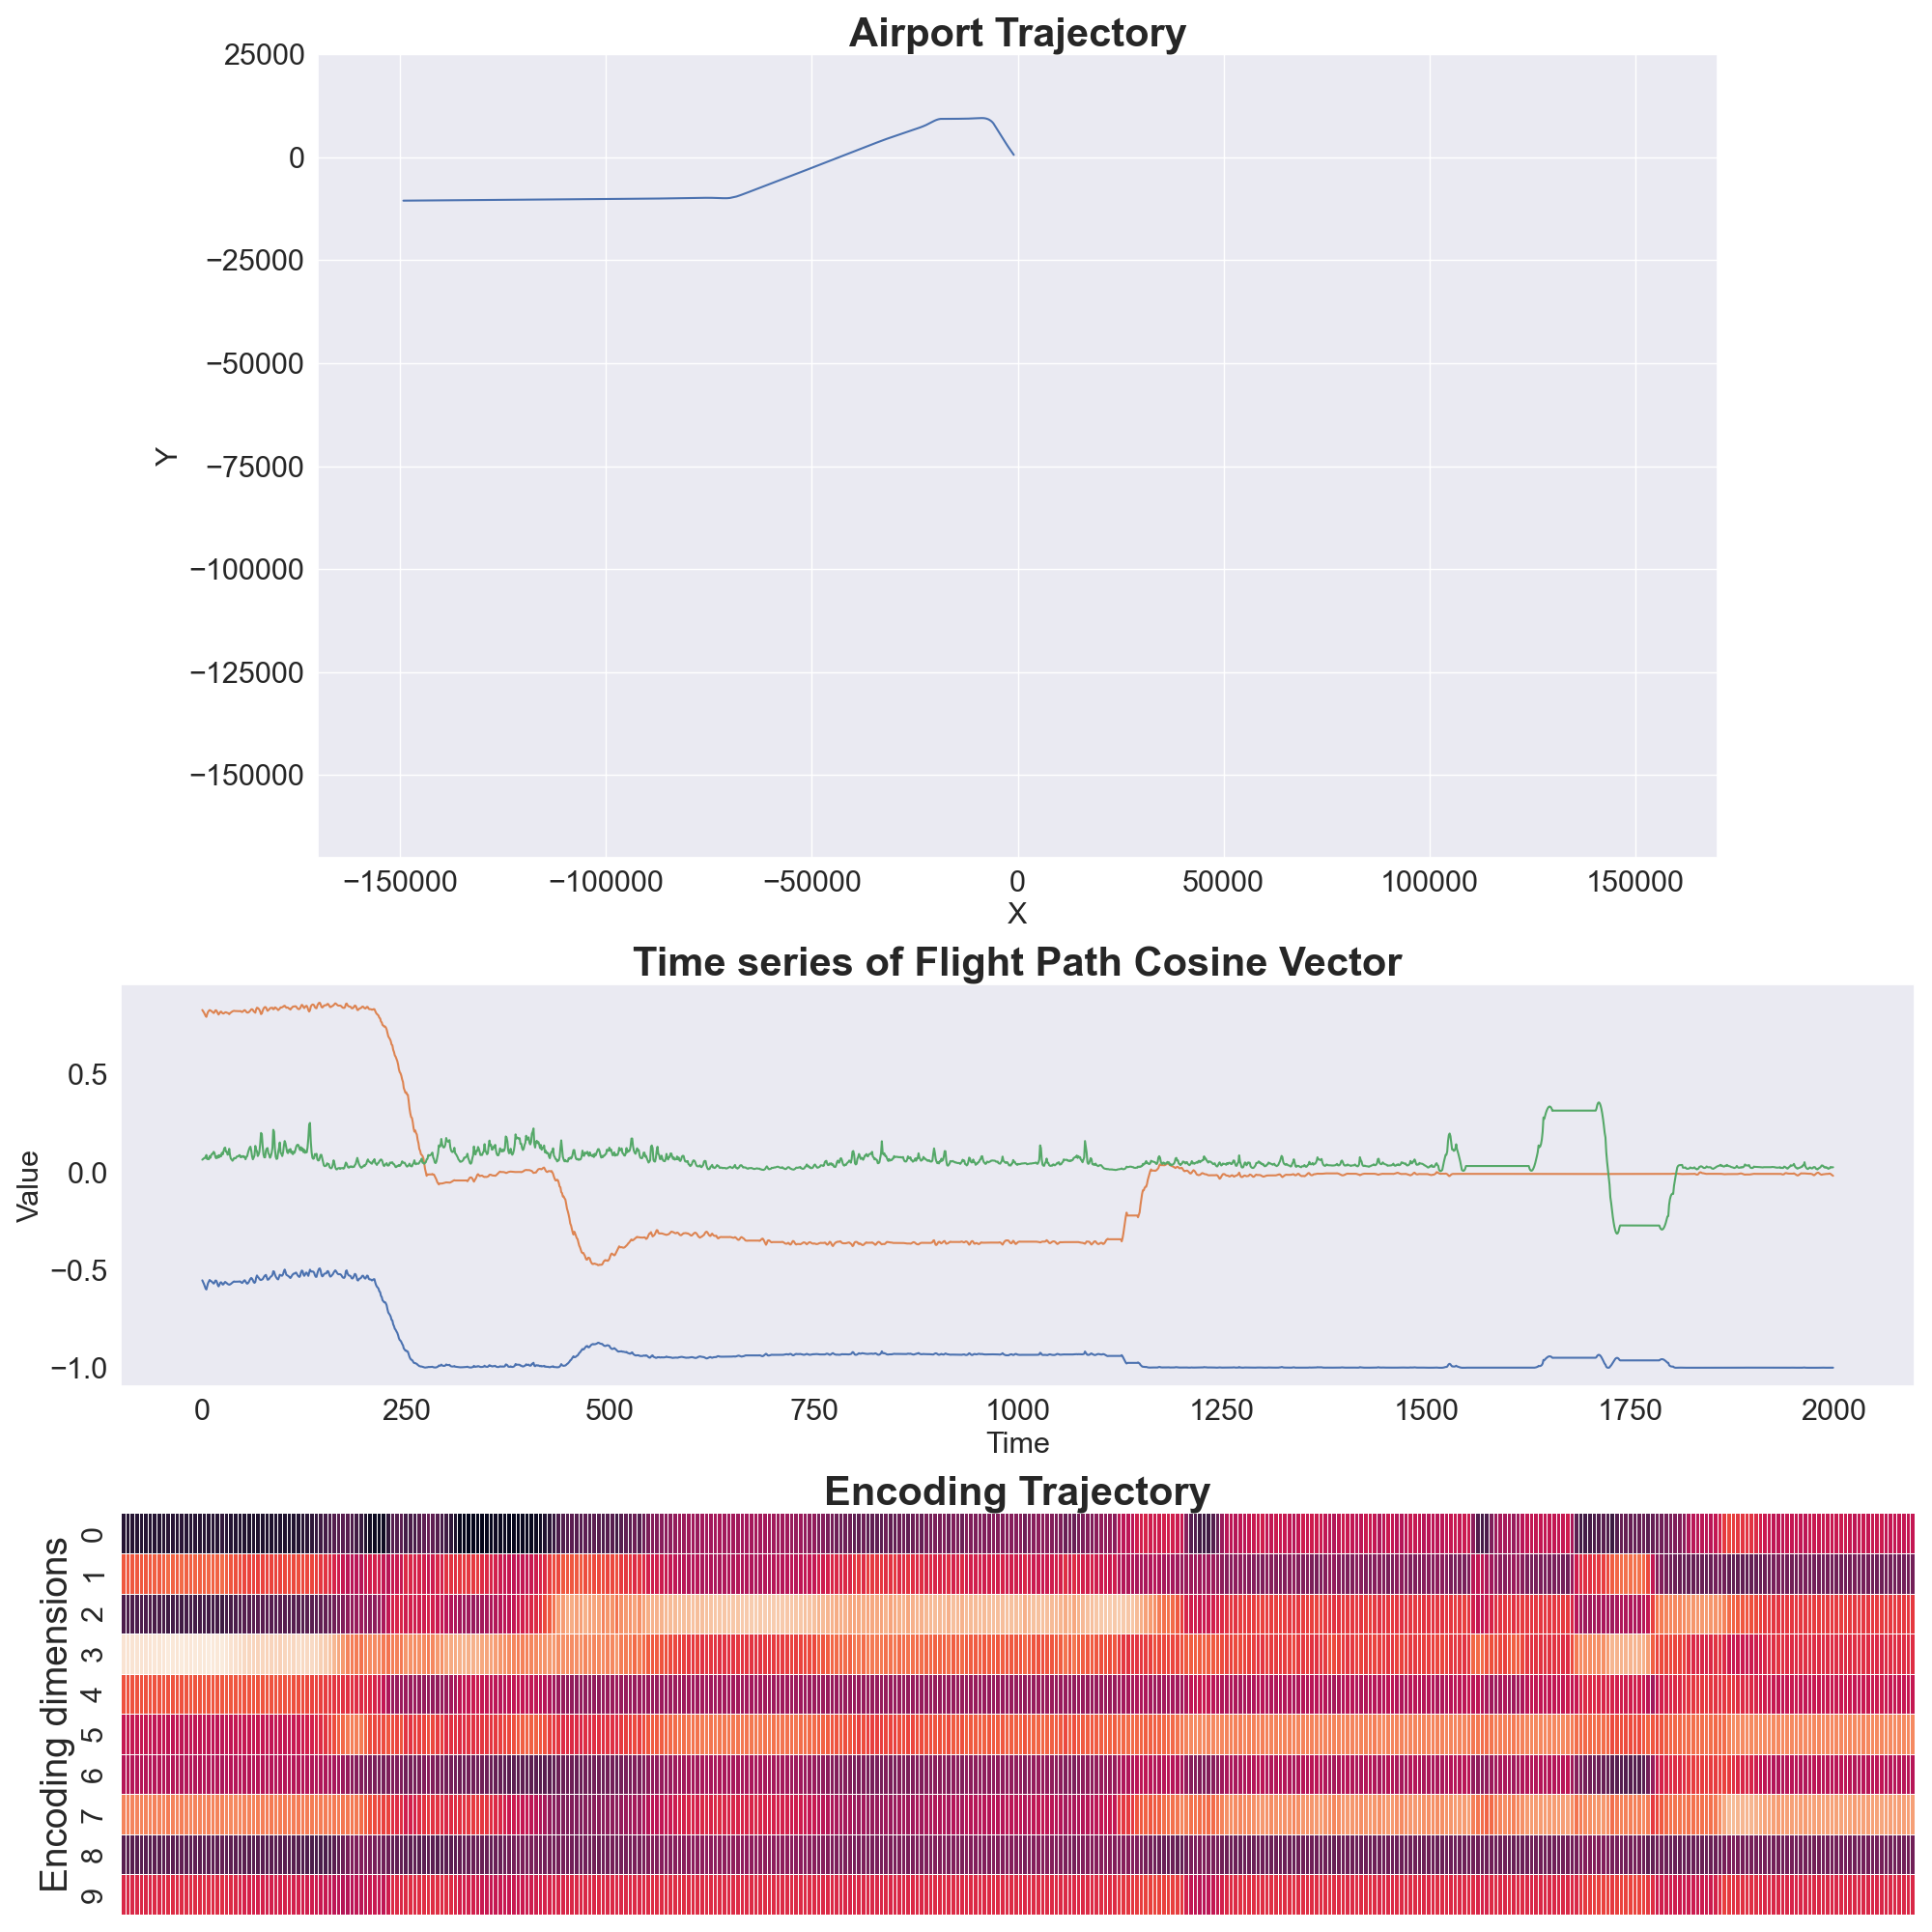 Airport Trajectory
25000
0
−25000
−50000
−75000
−100000
−125000
−150000
Y
−150000 −100000 −50000 0 50000 100000 150000
X
Time series of Flight Path Cosine Vector
0.5
0.0
−0.5
−1.0
Value
0 250 500 750 1000 1250 1500 1750 2000
Time
Encoding Trajectory
Encoding dimensions
0
1
2
3
4
5
6
7
8
9